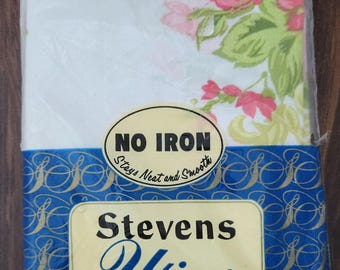 NO IRON
Stays Neat and Smooth
Stevens